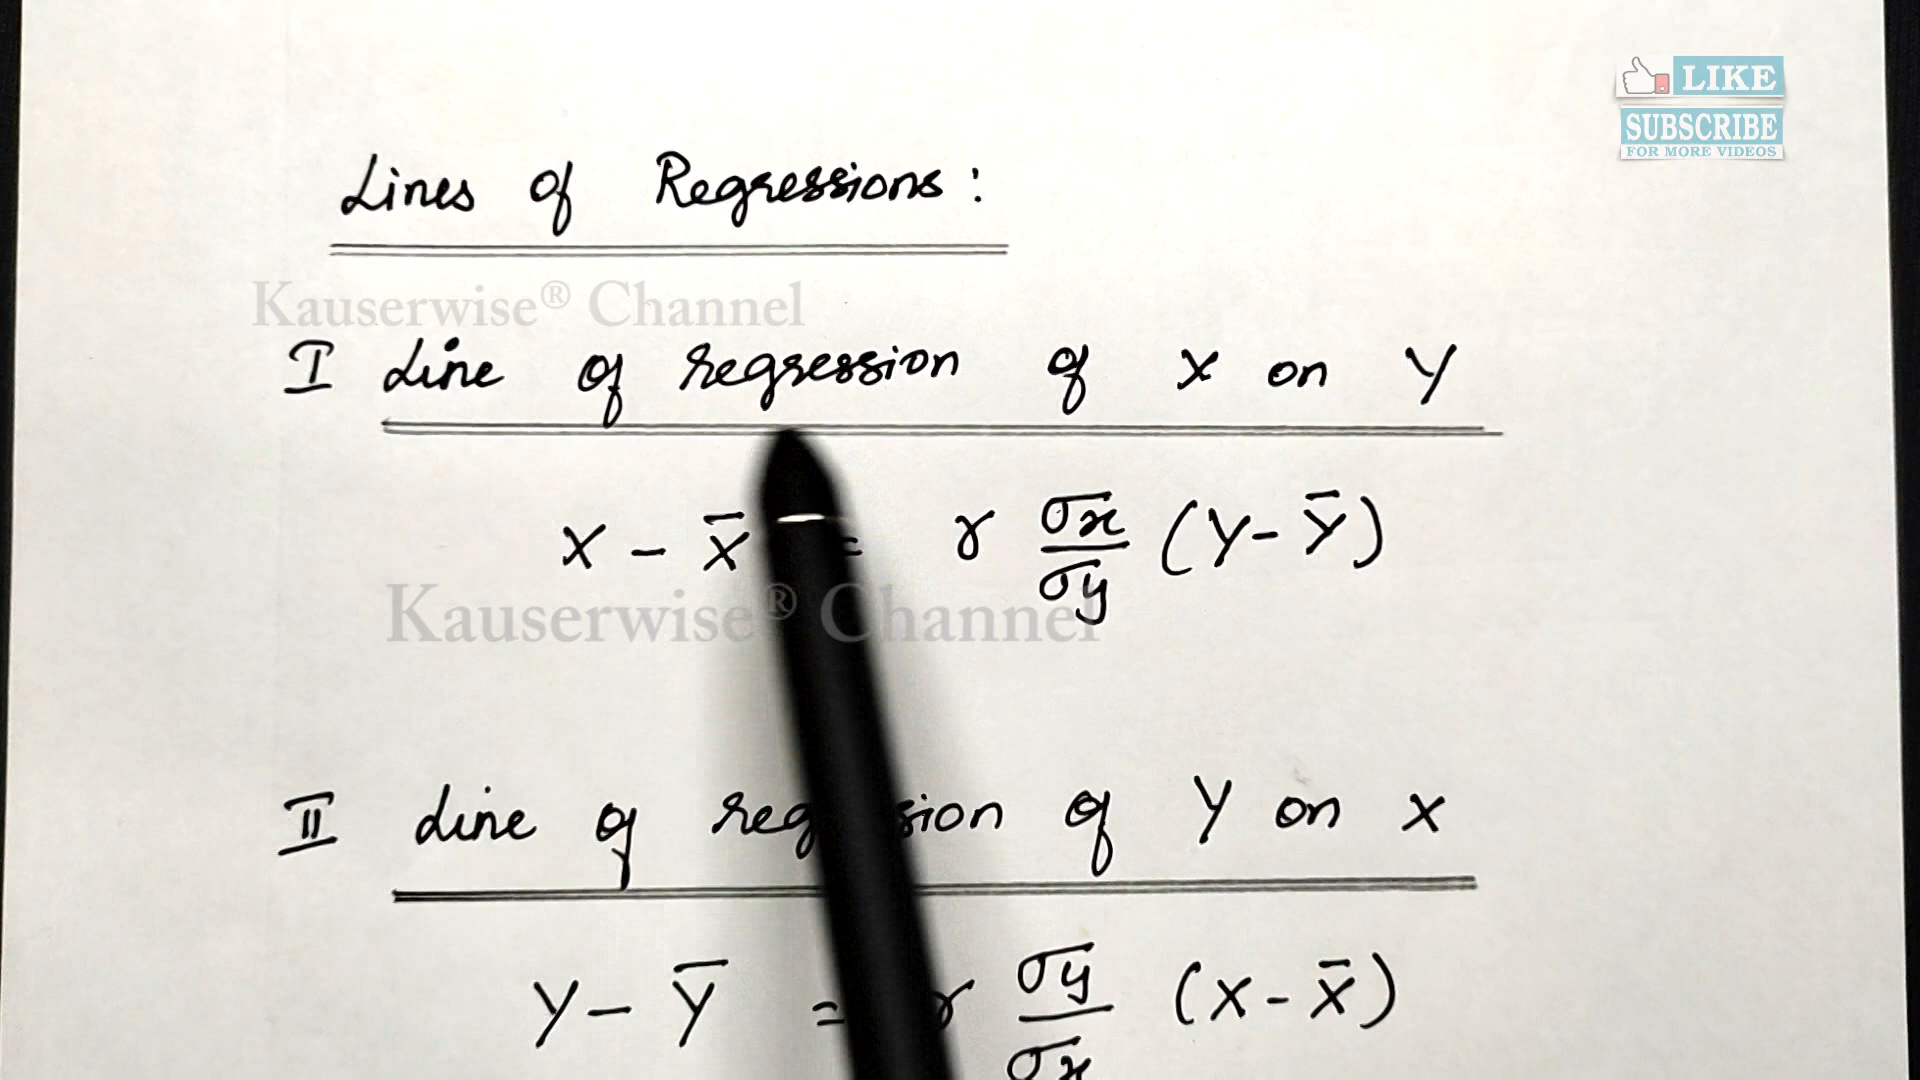 LIKE
SUBSCRIBE
FOR MORE VIDEOS
Lines of Regressions:
Kauserwise® Channel
I Line of regression of X on Y
X - X̄ = r σx/σy (Y - Ȳ)
Kauserwise® Channel
II Line of of Y on X
Y - Ȳ = r σy/σx (X - X̄)